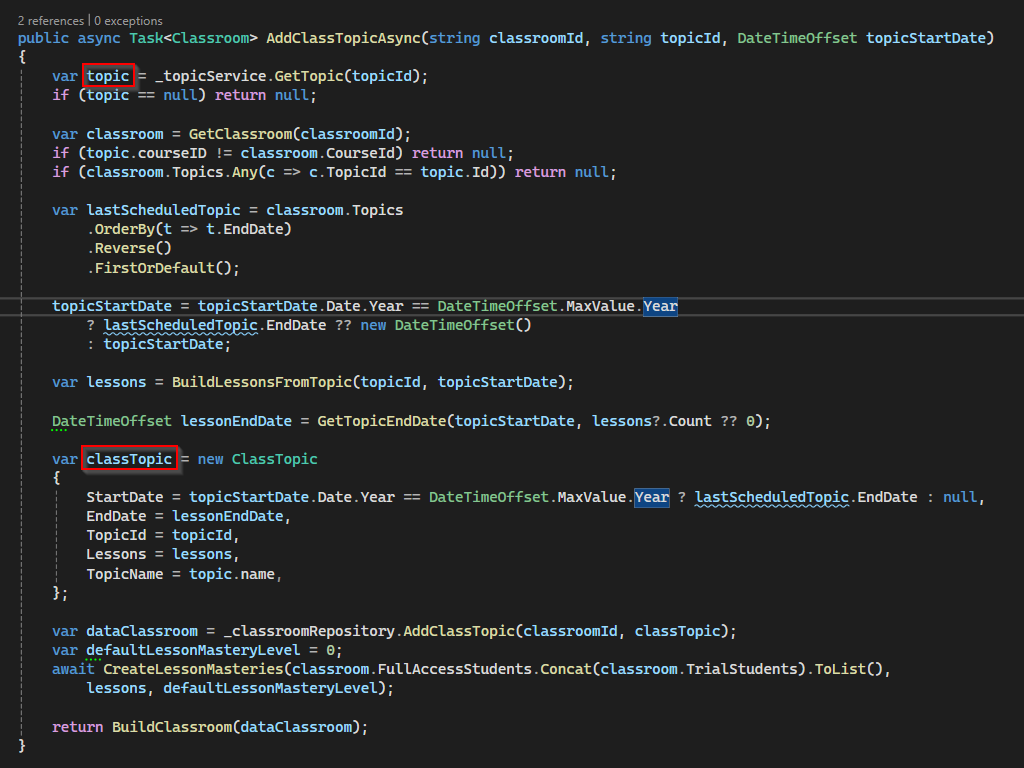 2 references | 0 exceptions
public async Task<Classroom> AddClassTopicAsync(string classroomId, string topicId, DateTimeOffset topicStartDate)
{
    var topic = _topicService.GetTopic(topicId);
    if (topic == null) return null;

    var classroom = GetClassroom(classroomId);
    if (topic.courseID != classroom.CourseId) return null;
    if (classroom.Topics.Any(c => c.TopicId == topic.Id)) return null;

    var lastScheduledTopic = classroom.Topics
        .OrderBy(t => t.EndDate)
        .Reverse()
        .FirstOrDefault();

    topicStartDate = topicStartDate.Date.Year == DateTimeOffset.MaxValue.Year
        ? lastScheduledTopic.EndDate ?? new DateTimeOffset()
        : topicStartDate;

    var lessons = BuildLessonsFromTopic(topicId, topicStartDate);

    DateTimeOffset lessonEndDate = GetTopicEndDate(topicStartDate, lessons?.Count ?? 0);

    var classTopic = new ClassTopic
    {
        StartDate = topicStartDate.Date.Year == DateTimeOffset.MaxValue.Year ? lastScheduledTopic.EndDate : null,
        EndDate = lessonEndDate,
        TopicId = topicId,
        Lessons = lessons,
        TopicName = topic.name,
    };

    var dataClassroom = _classroomRepository.AddClassTopic(classroomId, classTopic);
    var defaultLessonMasteryLevel = 0;
    await CreateLessonMasteries(classroom.FullAccessStudents.Concat(classroom.TrialStudents).ToList(),
        lessons, defaultLessonMasteryLevel);

    return BuildClassroom(dataClassroom);
}